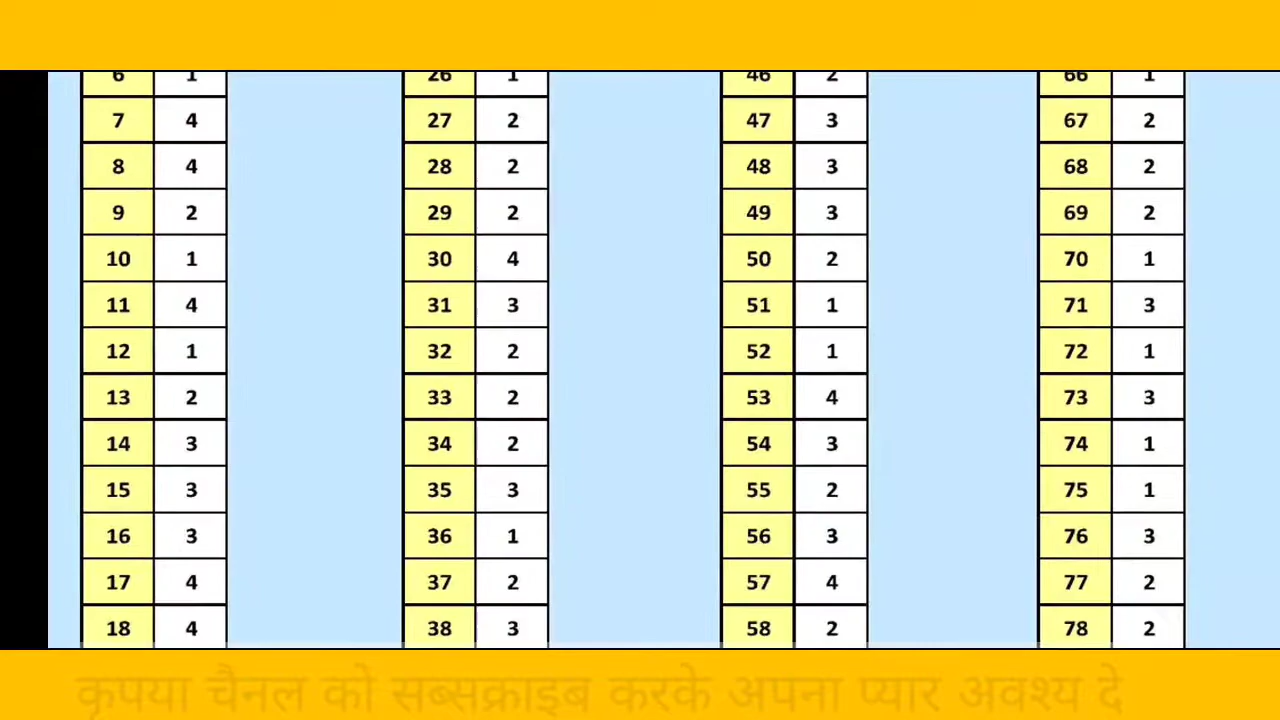 6 1 26 1 46 2 66 1
7 4 27 2 47 3 67 2
8 4 28 2 48 3 68 2
9 2 29 2 49 3 69 2
10 1 30 4 50 2 70 1
11 4 31 3 51 1 71 3
12 1 32 2 52 1 72 1
13 2 33 2 53 4 73 3
14 3 34 2 54 3 74 1
15 3 35 3 55 2 75 1
16 3 36 1 56 3 76 3
17 4 37 2 57 4 77 2
18 4 38 3 58 2 78 2
कृपया चैनल को सब्सक्राइब करके अपना प्यार अवश्य दे